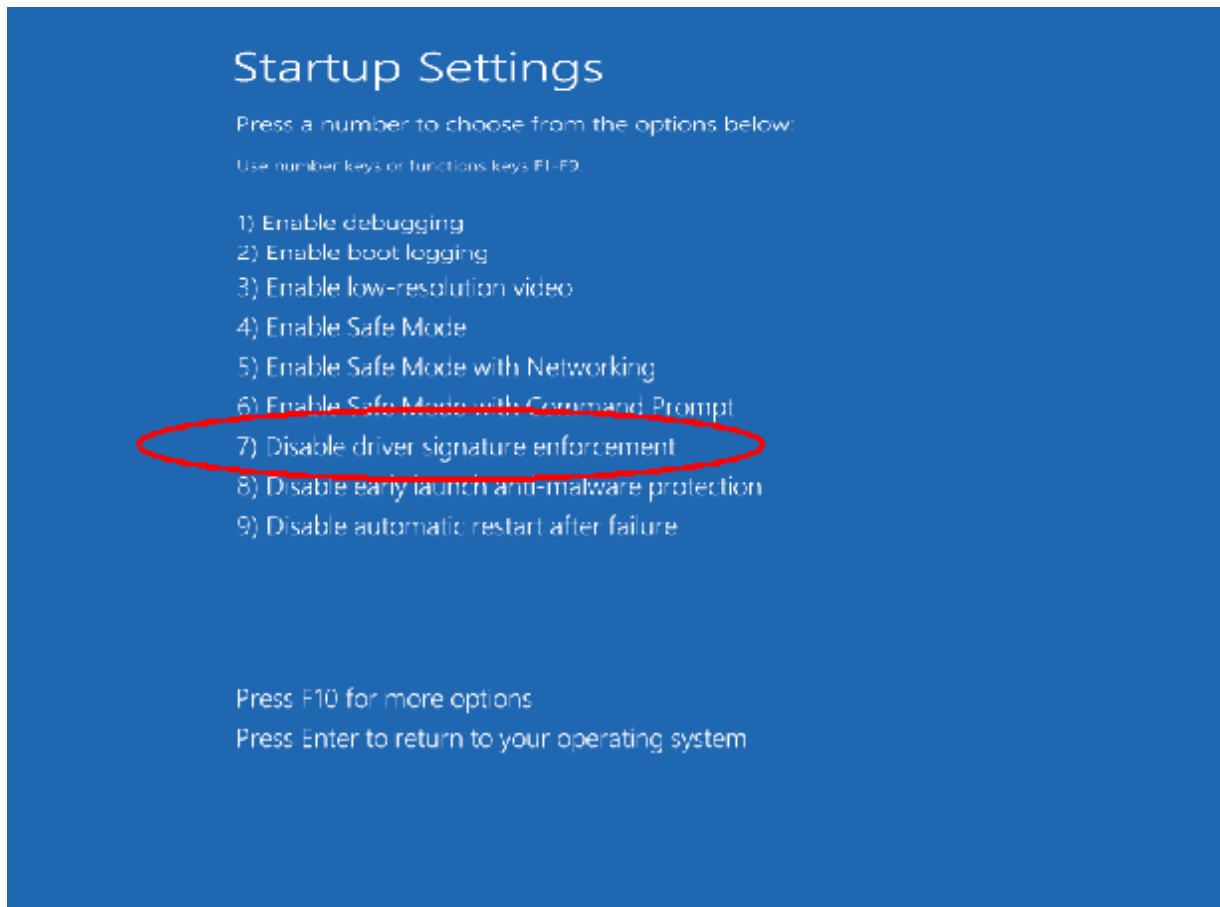 Startup Settings
Press a number to choose from the options below:
Use number keys or functions keys F1-F9.
1) Enable debugging
2) Enable boot logging
3) Enable low-resolution video
4) Enable Safe Mode
5) Enable Safe Mode with Networking
6) Enable Safe Mode with Command Prompt
7) Disable driver signature enforcement
8) Disable early launch anti-malware protection
9) Disable automatic restart after failure
Press F10 for more options
Press Enter to return to your operating system